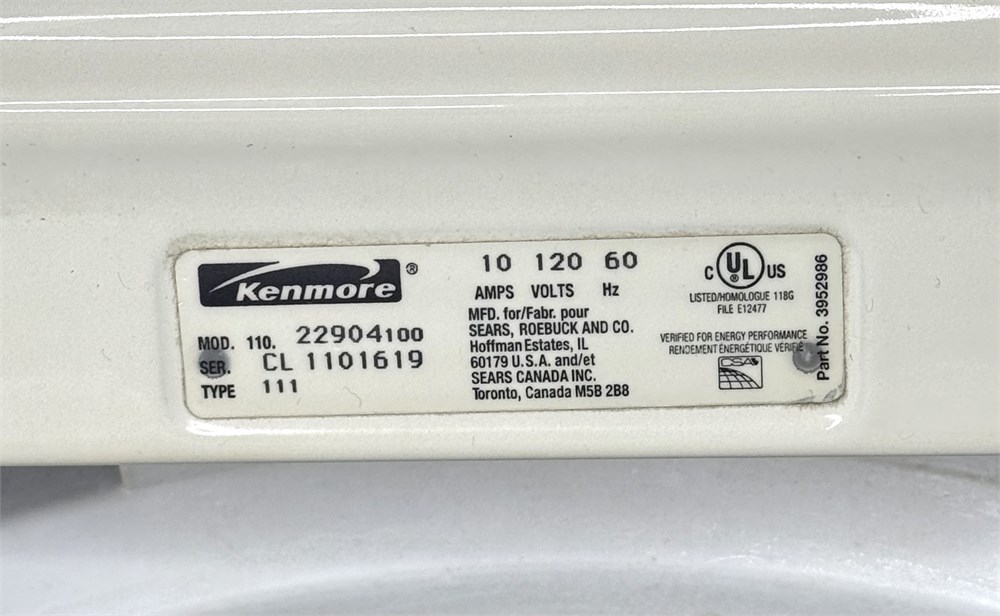 Kenmore®
MOD. 110. 22904100
SER. CL 1101619
TYPE 111
10 120 60
AMPS VOLTS Hz
MFD. for/Fabr. pour
SEARS, ROEBUCK AND CO.
Hoffman Estates, IL
60179 U.S.A. and/et
SEARS CANADA INC.
Toronto, Canada M5B 2B8
C UL® US
LISTED/HOMOLOGUE 118G
FILE E12477
VERIFIED FOR ENERGY PERFORMANCE
RENDEMENT ÉNERGÉTIQUE VÉRIFIÉ
CSA
Part No. 3952986